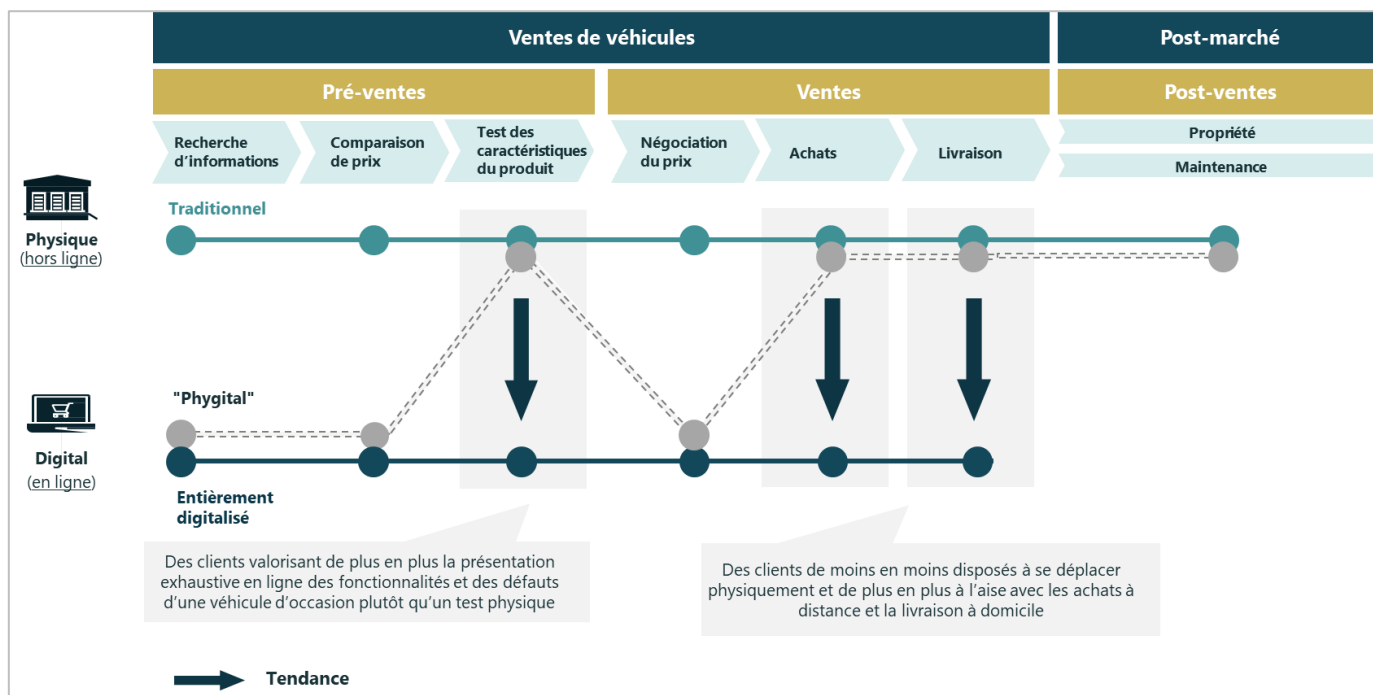 Ventes de véhicules
Post-marché
Pré-ventes
Ventes
Post-ventes
Recherche
d'informations
Comparaison
de prix
Test des
caractéristiques
du produit
Négociation
du prix
Achats
Livraison
Propriété
Maintenance
Traditionnel
Physique
(hors ligne)
"Phygital"
Digital
(en ligne)
Entièrement
digitalisé
Des clients valorisant de plus en plus la présentation
exhaustive en ligne des fonctionnalités et des défauts
d'une véhicule d'occasion plutôt qu'un test physique
Des clients de moins en moins disposés à se déplacer
physiquement et de plus en plus à l'aise avec les achats à
distance et la livraison à domicile
Tendance